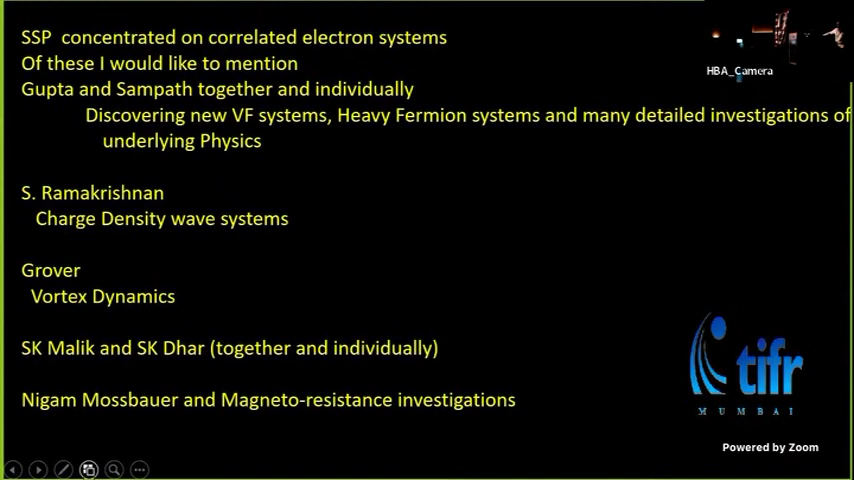 SSP concentrated on correlated electron systems
Of these I would like to mention
Gupta and Sampath together and individually
Discovering new VF systems, Heavy Fermion systems and many detailed investigations of
underlying Physics
S. Ramakrishnan
Charge Density wave systems
Grover
Vortex Dynamics
SK Malik and SK Dhar (together and individually)
Nigam Mossbauer and Magneto-resistance investigations
HBA_Camera
tifr
MUMBAI
Powered by Zoom